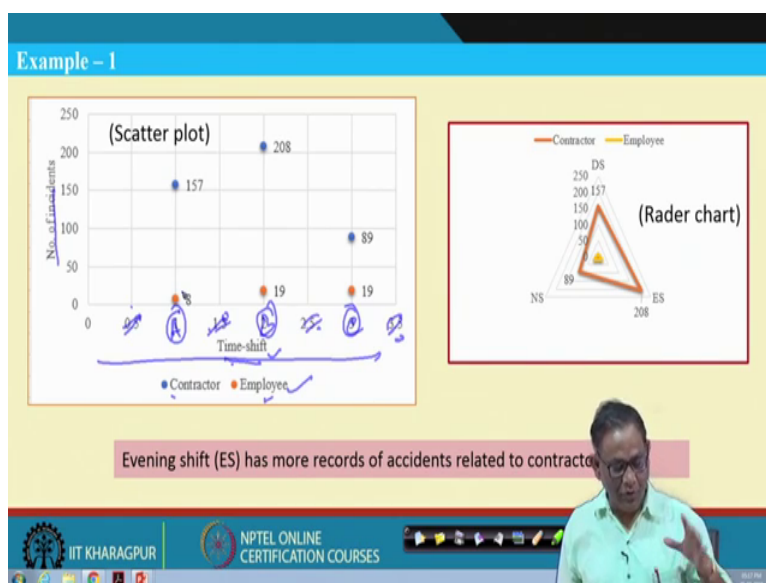 Example – 1
250
(Scatter plot)
200
208
150
157
No. of incidents
100
89
50
8
19
19
0
0
A
B
Time-shift
Contractor
Employee
Contractor
Employee
DS
250
200
157
150
100
50
0
(Rader chart)
89
NS
ES
208
Evening shift (ES) has more records of accidents related to
IIT KHARAGPUR
NPTEL ONLINE
CERTIFICATION COURSES